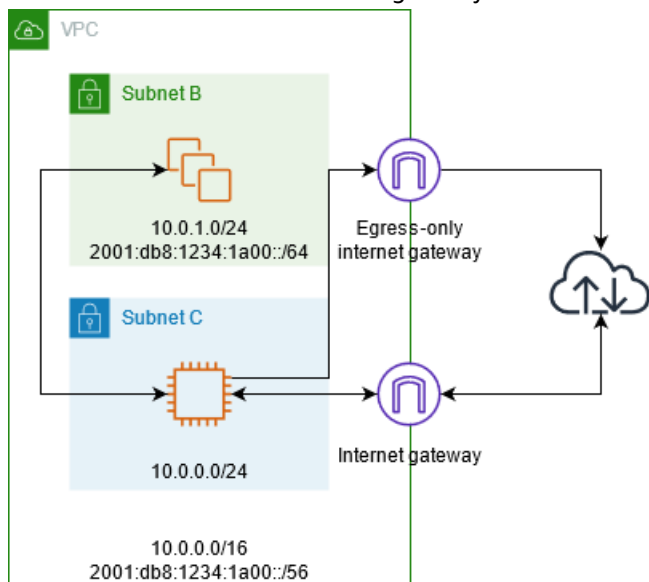 VPC
Subnet B
10.0.1.0/24
2001:db8:1234:1a00::/64
Egress-only
internet gateway
Subnet C
10.0.0.0/24
Internet gateway
10.0.0.0/16
2001:db8:1234:1a00::/56